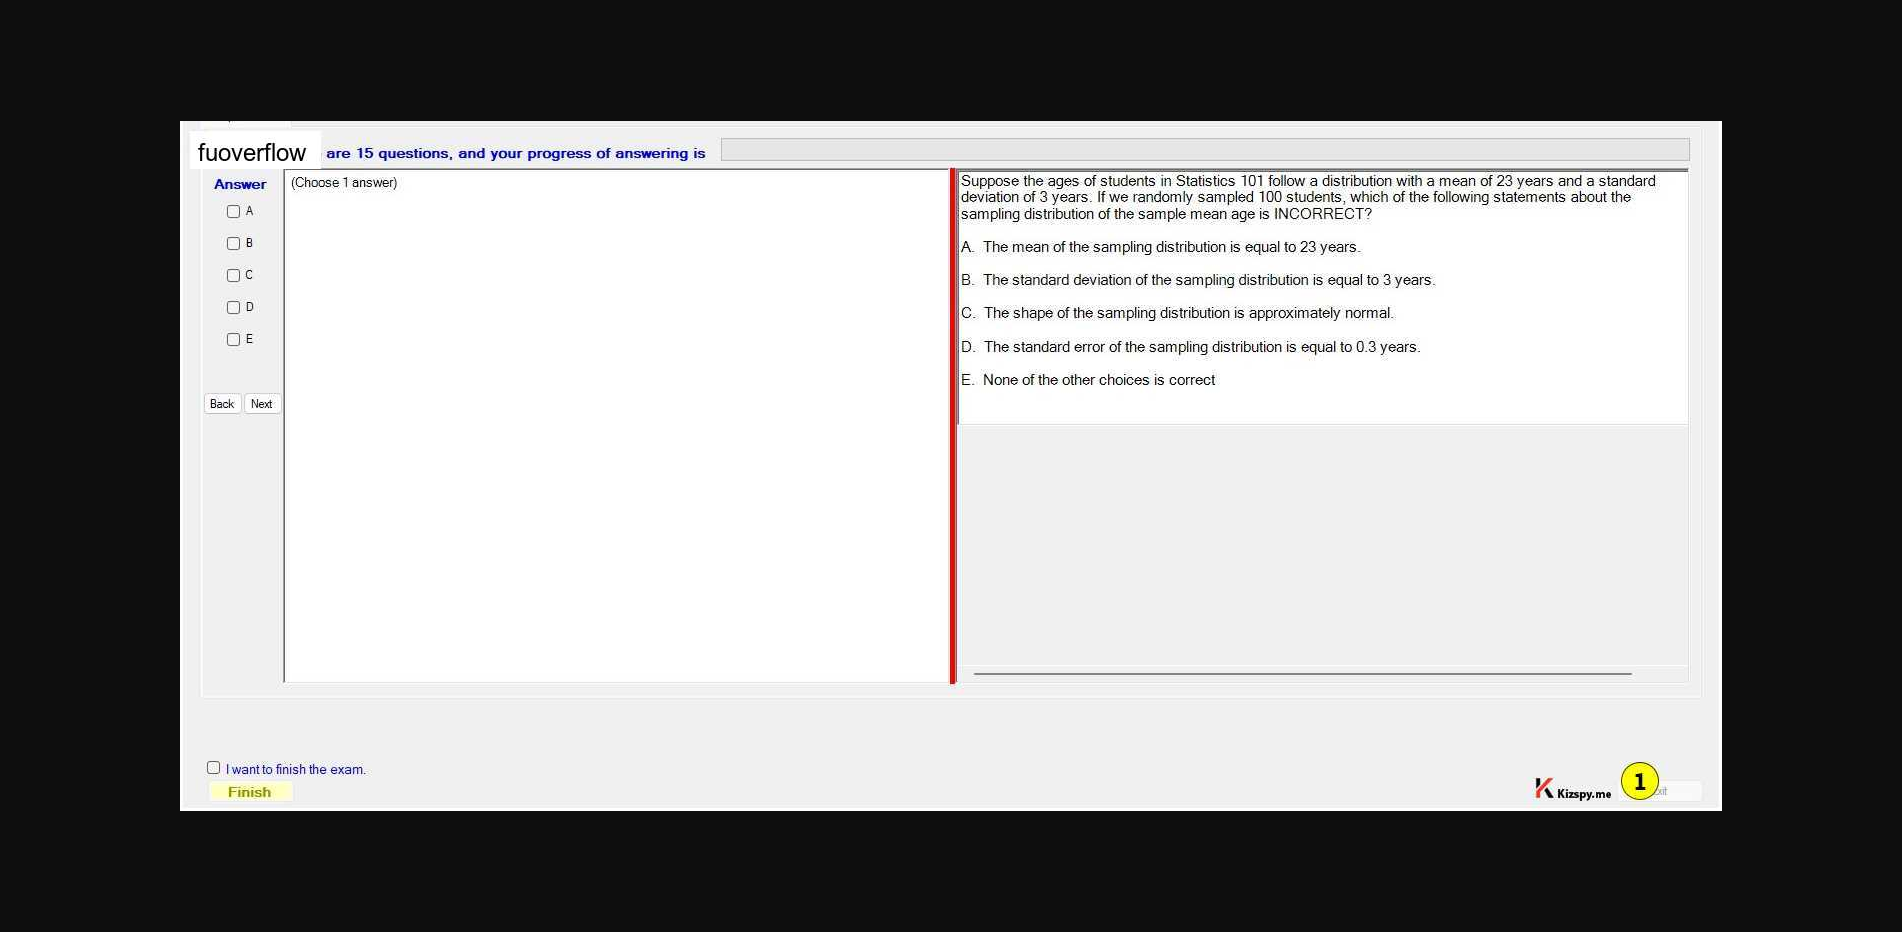 fuoverflow are 15 questions, and your progress of answering is
Answer
(Choose 1 answer)
A
B
C
D
E
Back Next
Suppose the ages of students in Statistics 101 follow a distribution with a mean of 23 years and a standard
deviation of 3 years. If we randomly sampled 100 students, which of the following statements about the
sampling distribution of the sample mean age is INCORRECT?
A. The mean of the sampling distribution is equal to 23 years.
B. The standard deviation of the sampling distribution is equal to 3 years.
C. The shape of the sampling distribution is approximately normal.
D. The standard error of the sampling distribution is equal to 0.3 years.
E. None of the other choices is correct
I want to finish the exam.
Finish
Kizspy.me
1